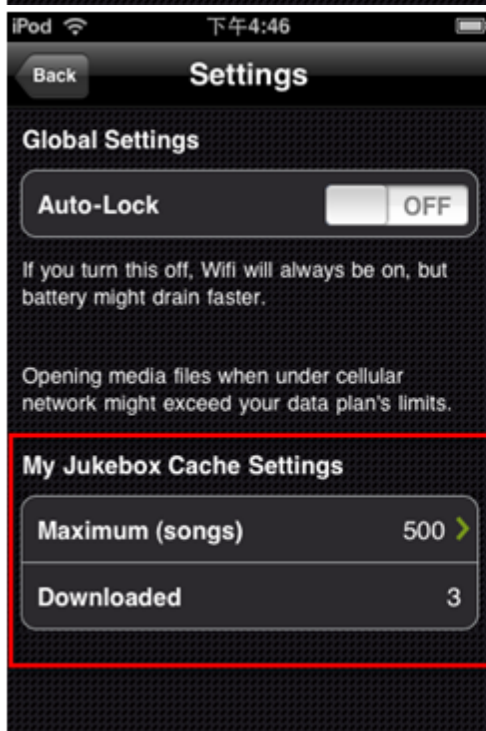 iPod 下午4:46
Back Settings
Global Settings
Auto-Lock OFF
If you turn this off, Wifi will always be on, but
battery might drain faster.
Opening media files when under cellular
network might exceed your data plan's limits.
My Jukebox Cache Settings
Maximum (songs) 500
Downloaded 3